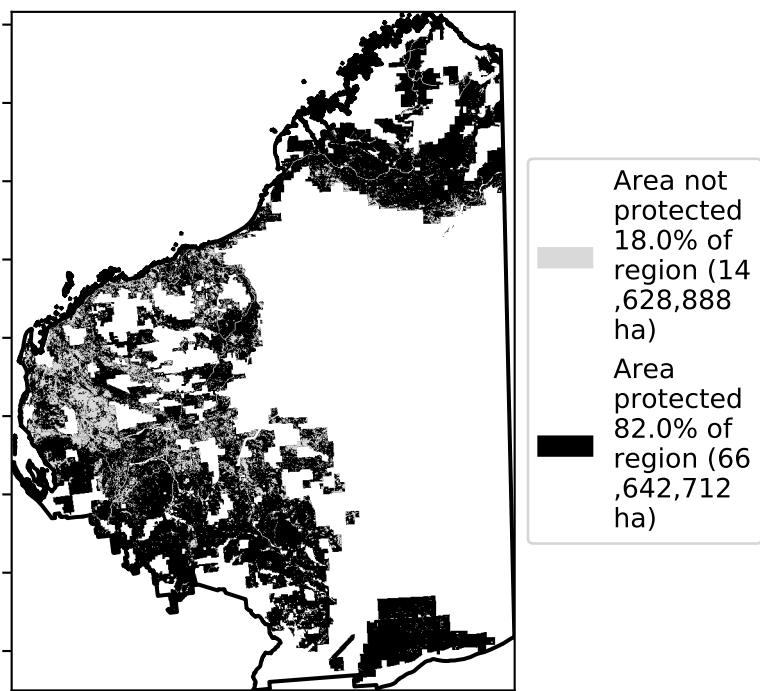 Area not
protected
18.0% of
region (14
,628,888
ha)
Area
protected
82.0% of
region (66
,642,712
ha)